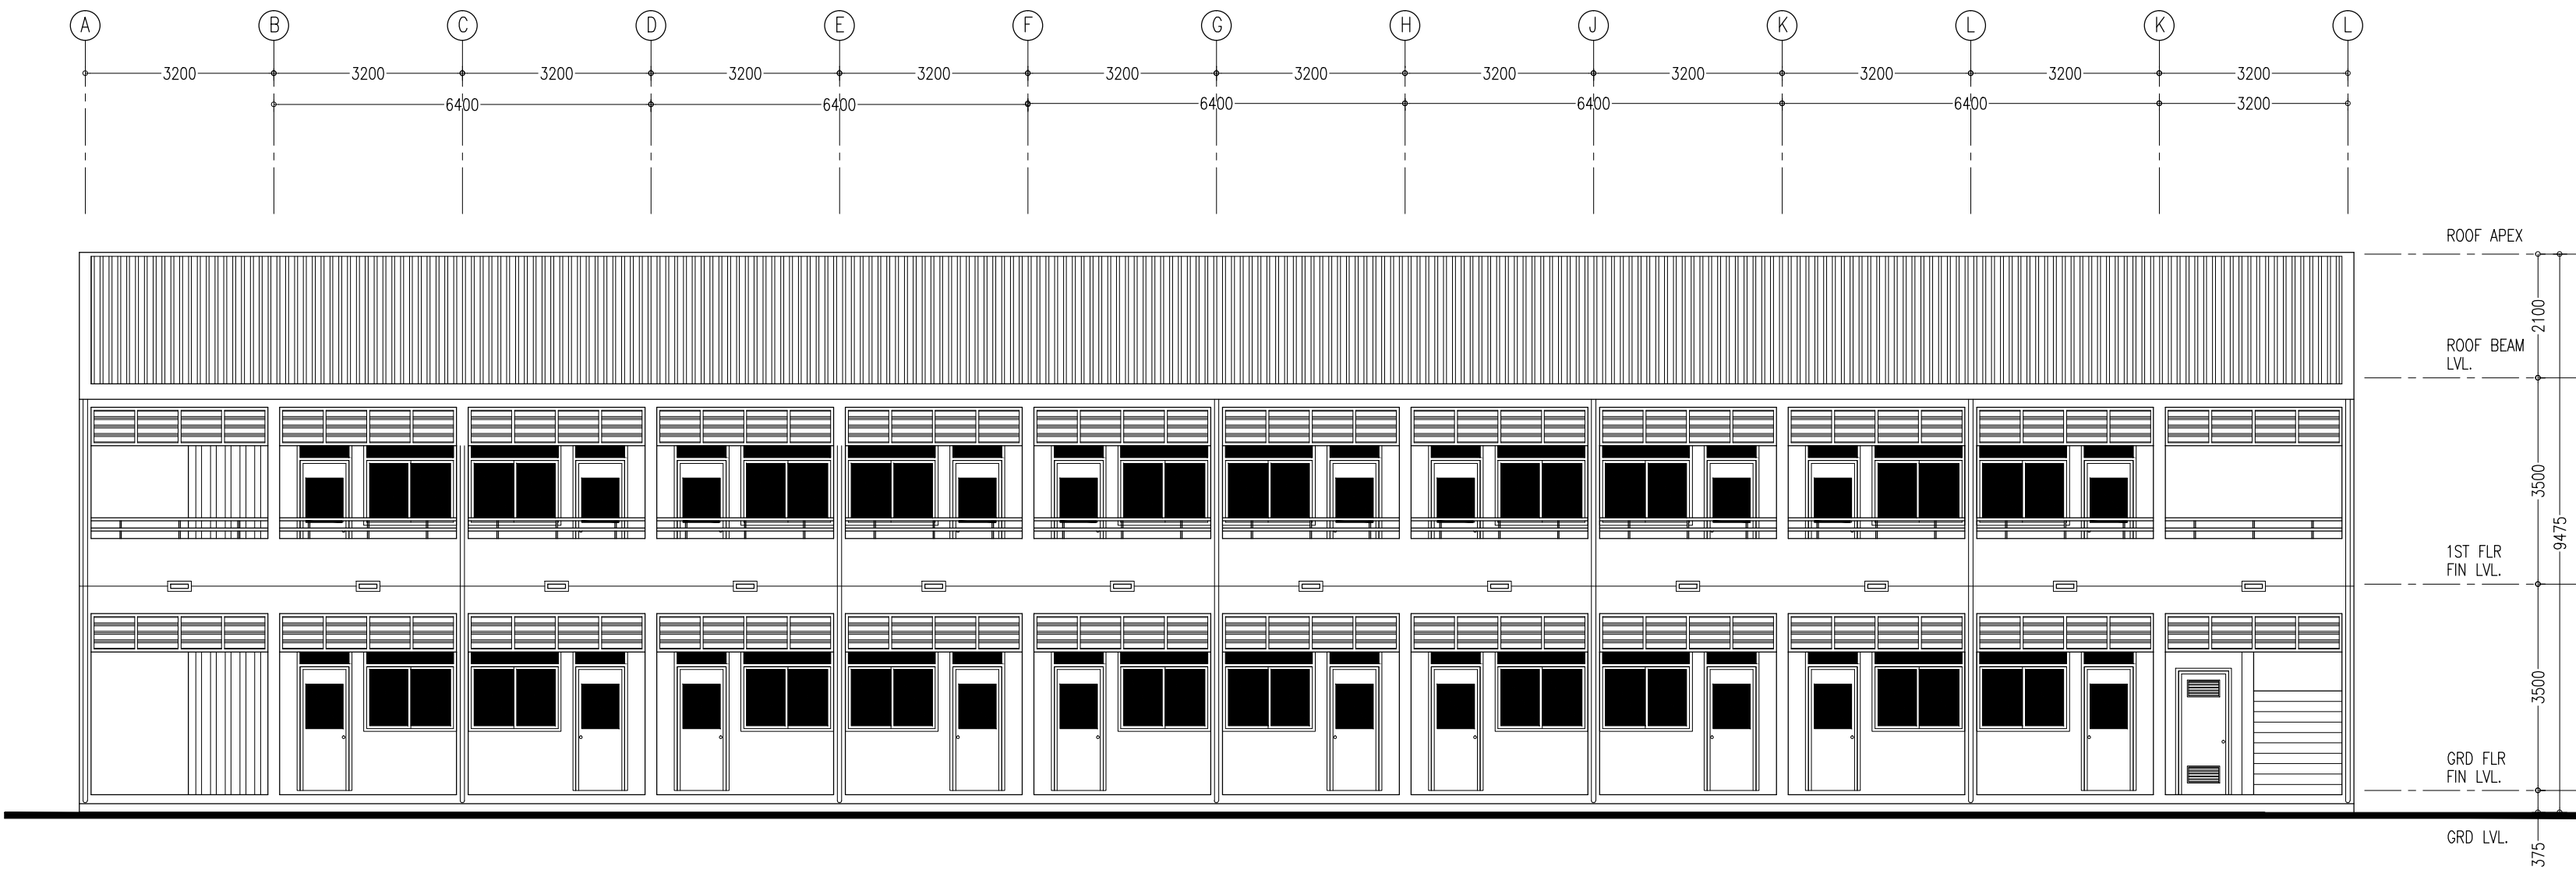 A B C D E F G H J K L K L
3200 3200 3200 3200 3200 3200 3200 3200 3200 3200 3200 3200
6400 6400 6400 6400 6400 3200
ROOF APEX
2100
ROOF BEAM
LVL.
3500
9475
1ST FLR
FIN LVL.
3500
GRD FLR
FIN LVL.
GRD LVL.
375